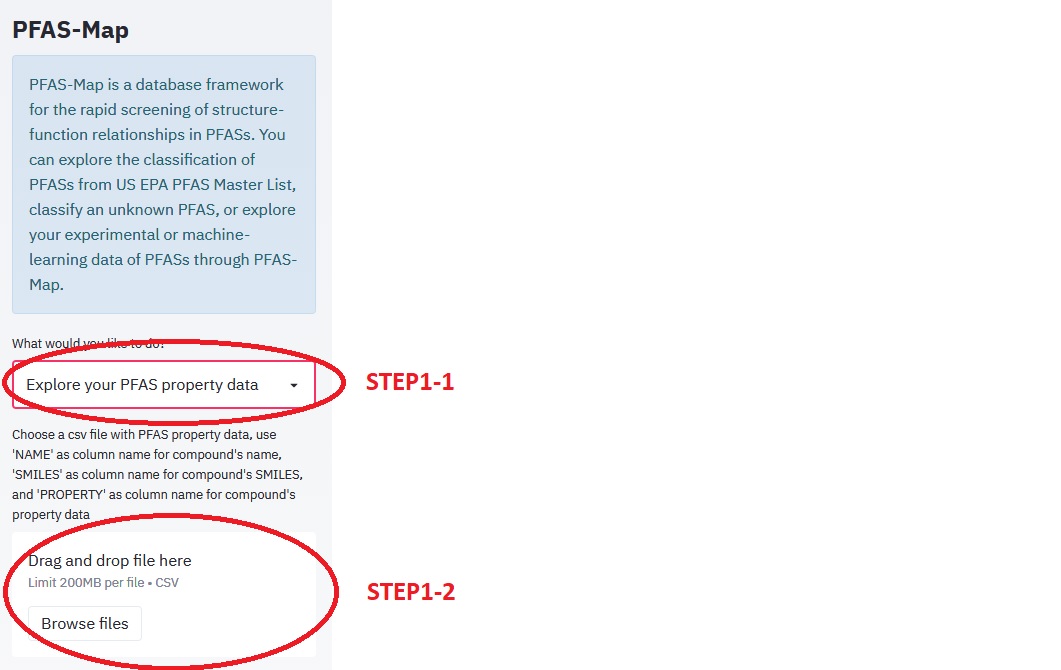 PFAS-Map
PFAS-Map is a database framework
for the rapid screening of structure-
function relationships in PFASs. You
can explore the classification of
PFASs from US EPA PFAS Master List,
classify an unknown PFAS, or explore
your experimental or machine-
learning data of PFASs through PFAS-
Map.
What would you like to do?
Explore your PFAS property data
STEP1-1
Choose a csv file with PFAS property data, use
'NAME' as column name for compound's name,
'SMILES' as column name for compound's SMILES,
and 'PROPERTY' as column name for compound's
property data
Drag and drop file here
Limit 200MB per file • CSV
STEP1-2
Browse files